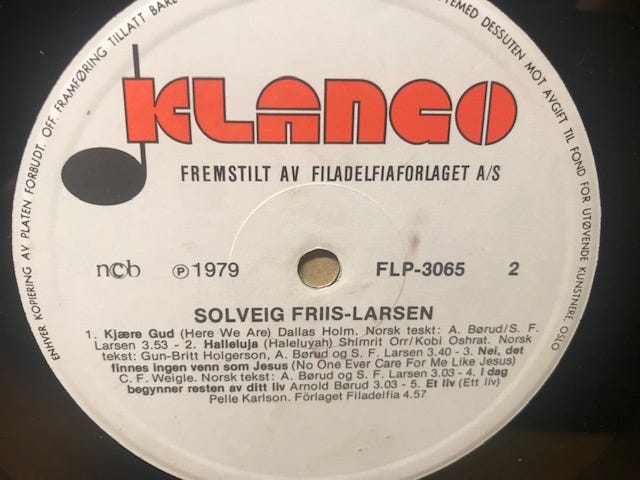 ENHVER KOPIERING AV PLATEN FORBUDT. OFF. FRAMFØRING TILLATT BARE
DESSUTEN MOT AVGIFT TIL FOND FOR UTØVENDE KUNSTNERE, OSLO
KLANGO
FREMSTILT AV FILADELFIAFORLAGET A/S
ncb ℗ 1979 FLP-3065 2
SOLVEIG FRIIS-LARSEN
1. Kjære Gud (Here We Are) Dallas Holm. Norsk teskt: A. Børud/S. F.
Larsen 3.53 - 2. Halleluja (Haleluyah) Shimrit Orr/Kobi Oshrat. Norsk
tekst: Gun-Britt Holgerson, A. Børud og S. F. Larsen 3.40 - 3. Nei, det
finnes ingen venn som Jesus (No One Ever Care For Me Like Jesus)
C. F. Weigle. Norsk tekst: A. Børud og S. F. Larsen 3.03 - 4. I dag
begynner resten av ditt liv Arnold Børud 3.03 - 5. Et liv (Ett liv)
Pelle Karlson. Förlaget Filadelfia 4.57